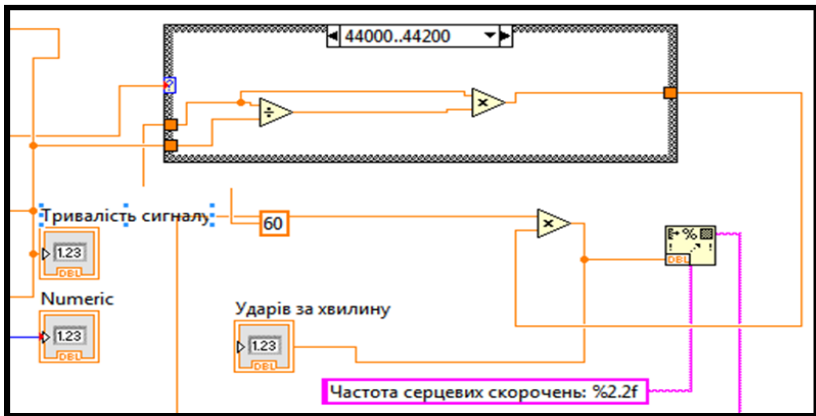 44000..44200
?
÷
×
Тривалість сигналу
60
×
1.23
DBL
%
DBL
Numeric
1.23
DBL
Ударів за хвилину
1.23
DBL
Частота серцевих скорочень: %2.2f